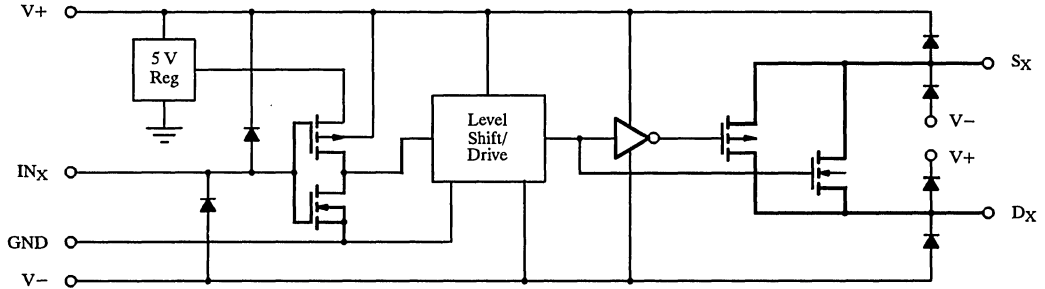 V+
5 V
Reg
S_X
Level
Shift/
Drive
V−
V+
IN_X
D_X
GND
V−